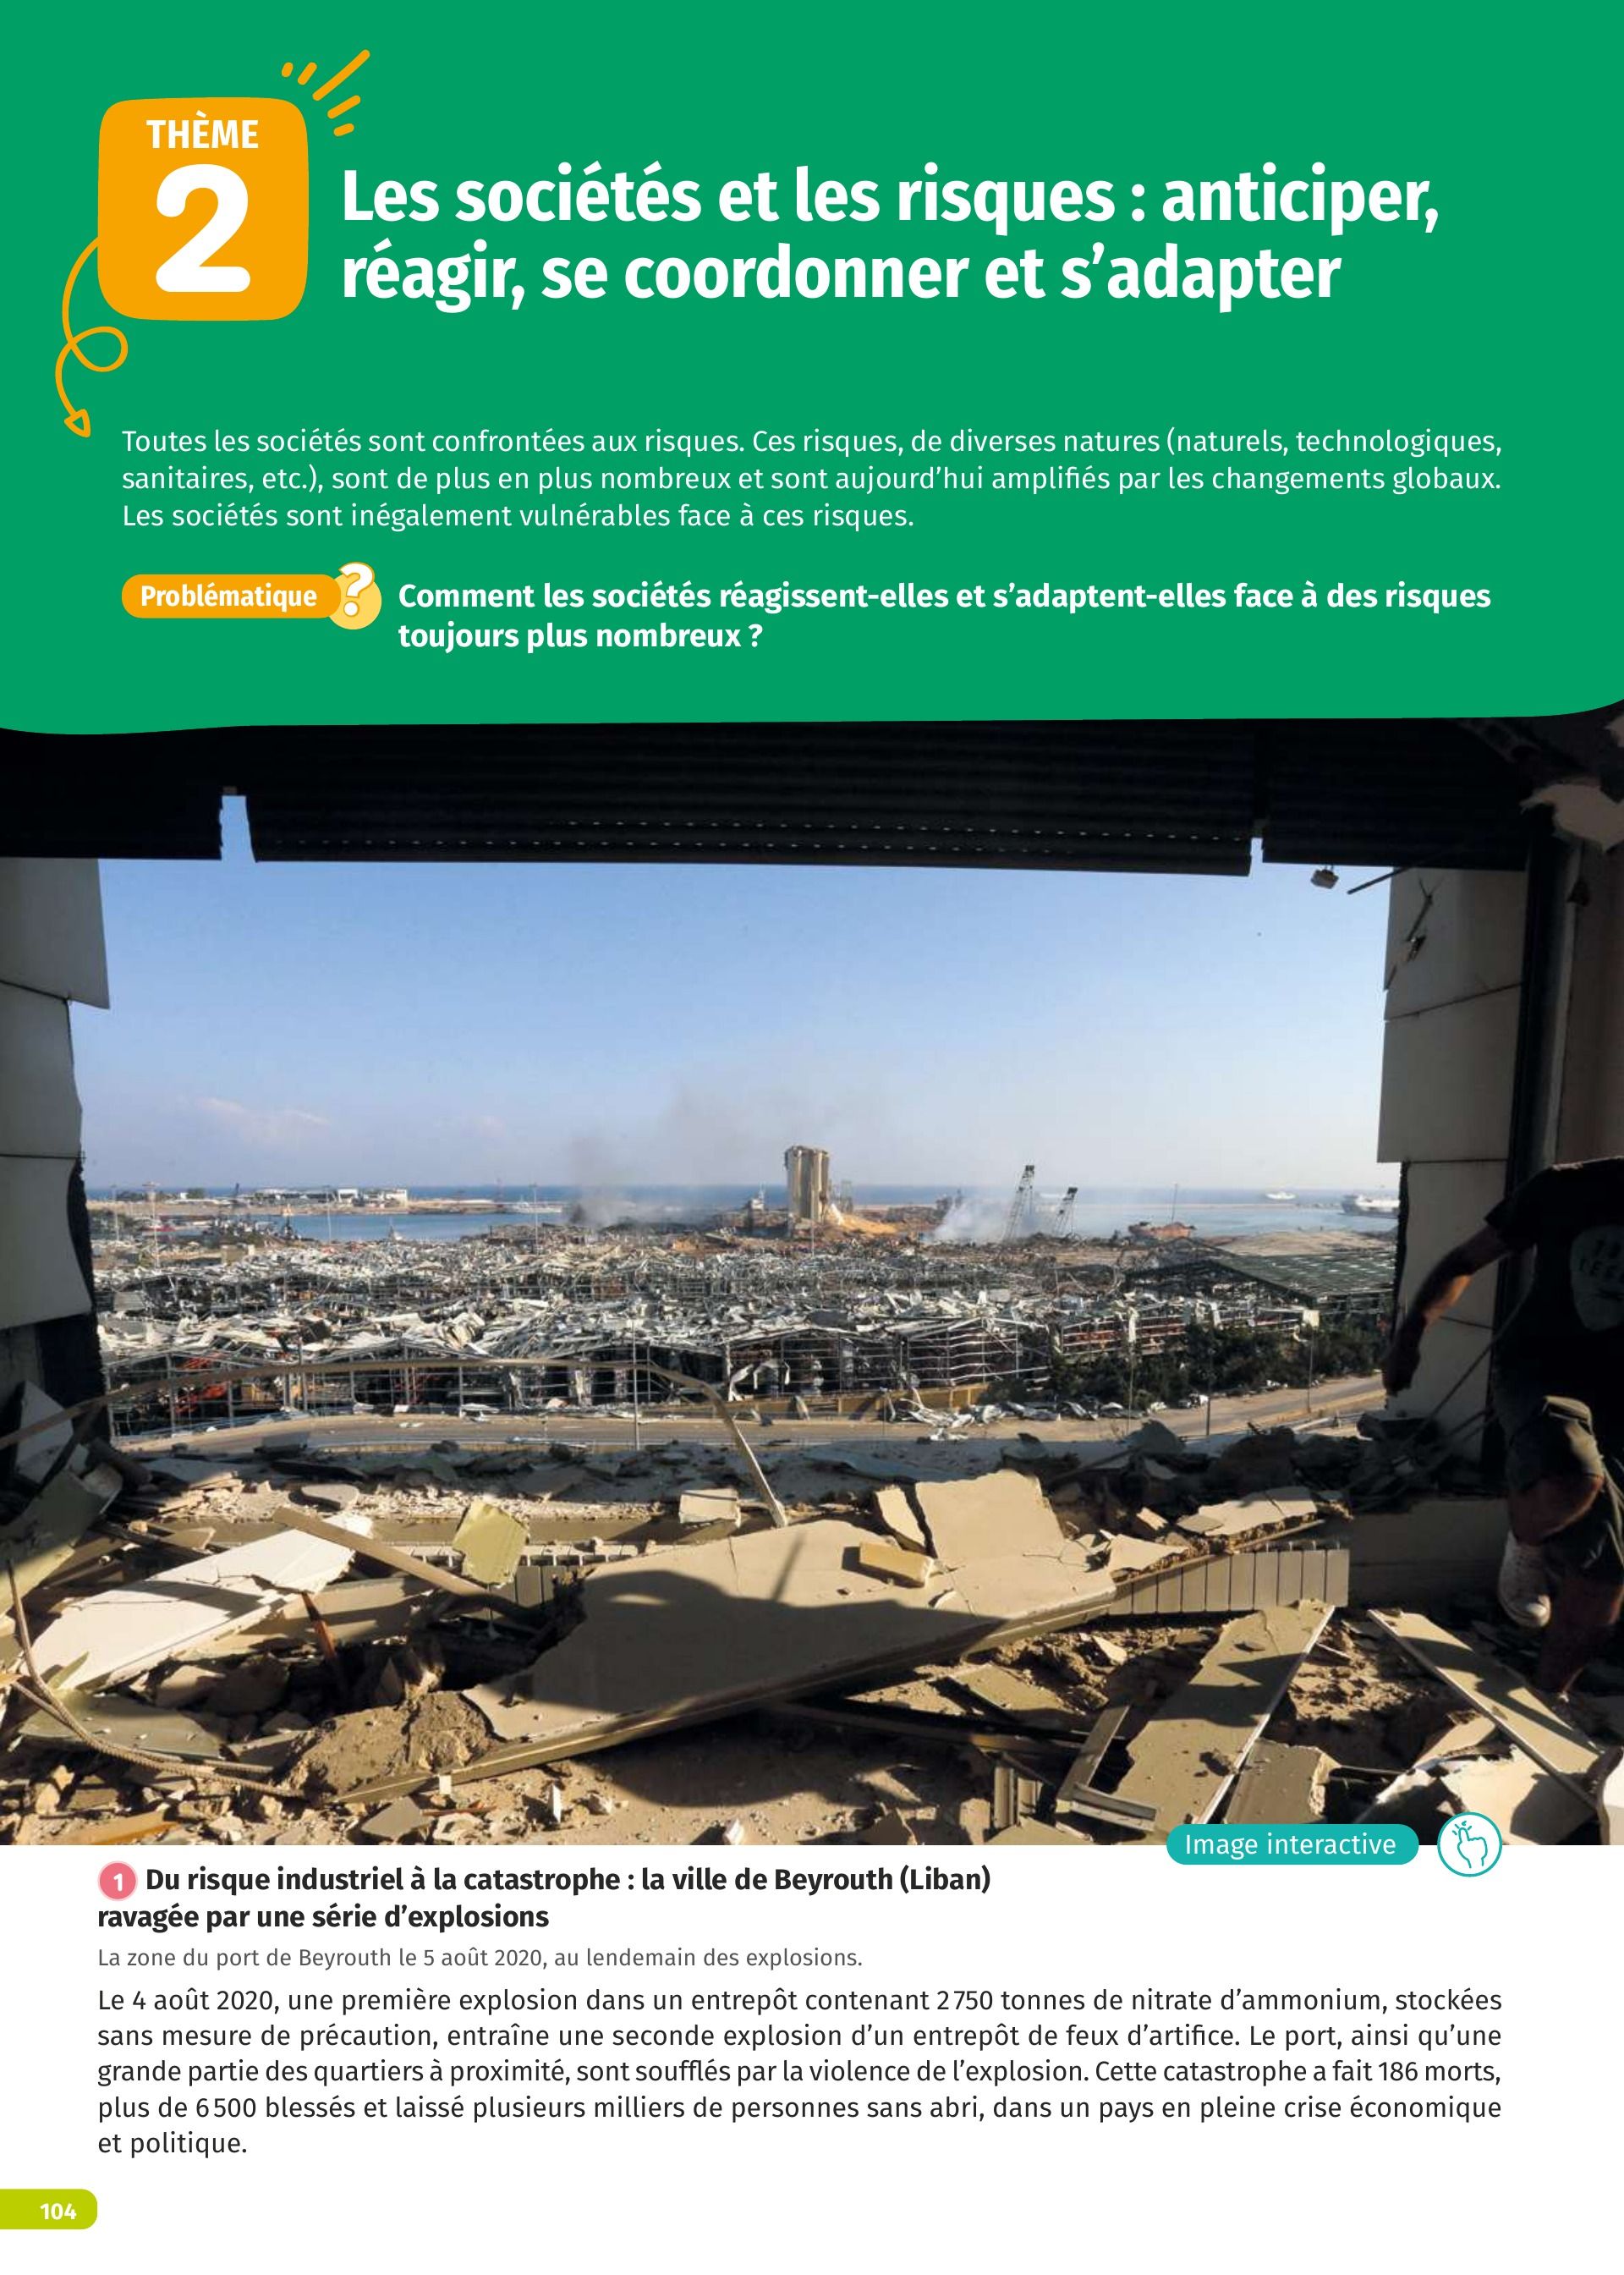 THÈME
2
Les sociétés et les risques : anticiper,
réagir, se coordonner et s’adapter
Toutes les sociétés sont confrontées aux risques. Ces risques, de diverses natures (naturels, technologiques,
sanitaires, etc.), sont de plus en plus nombreux et sont aujourd’hui amplifiés par les changements globaux.
Les sociétés sont inégalement vulnérables face à ces risques.
Problématique ?
Comment les sociétés réagissent-elles et s’adaptent-elles face à des risques
toujours plus nombreux ?
Image interactive
1 Du risque industriel à la catastrophe : la ville de Beyrouth (Liban)
ravagée par une série d’explosions
La zone du port de Beyrouth le 5 août 2020, au lendemain des explosions.
Le 4 août 2020, une première explosion dans un entrepôt contenant 2 750 tonnes de nitrate d’ammonium, stockées
sans mesure de précaution, entraîne une seconde explosion d’un entrepôt de feux d’artifice. Le port, ainsi qu’une
grande partie des quartiers à proximité, sont soufflés par la violence de l’explosion. Cette catastrophe a fait 186 morts,
plus de 6 500 blessés et laissé plusieurs milliers de personnes sans abri, dans un pays en pleine crise économique
et politique.
104